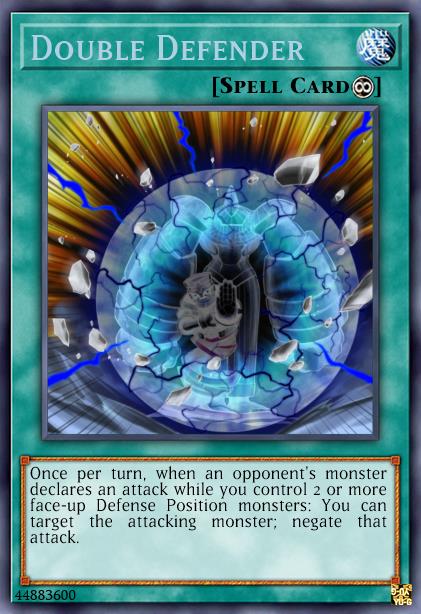 DOUBLE DEFENDER
魔
[SPELL CARD]
Once per turn, when an opponent's monster
declares an attack while you control 2 or more
face-up Defense Position monsters: You can
target the attacking monster; negate that
attack.
44883600